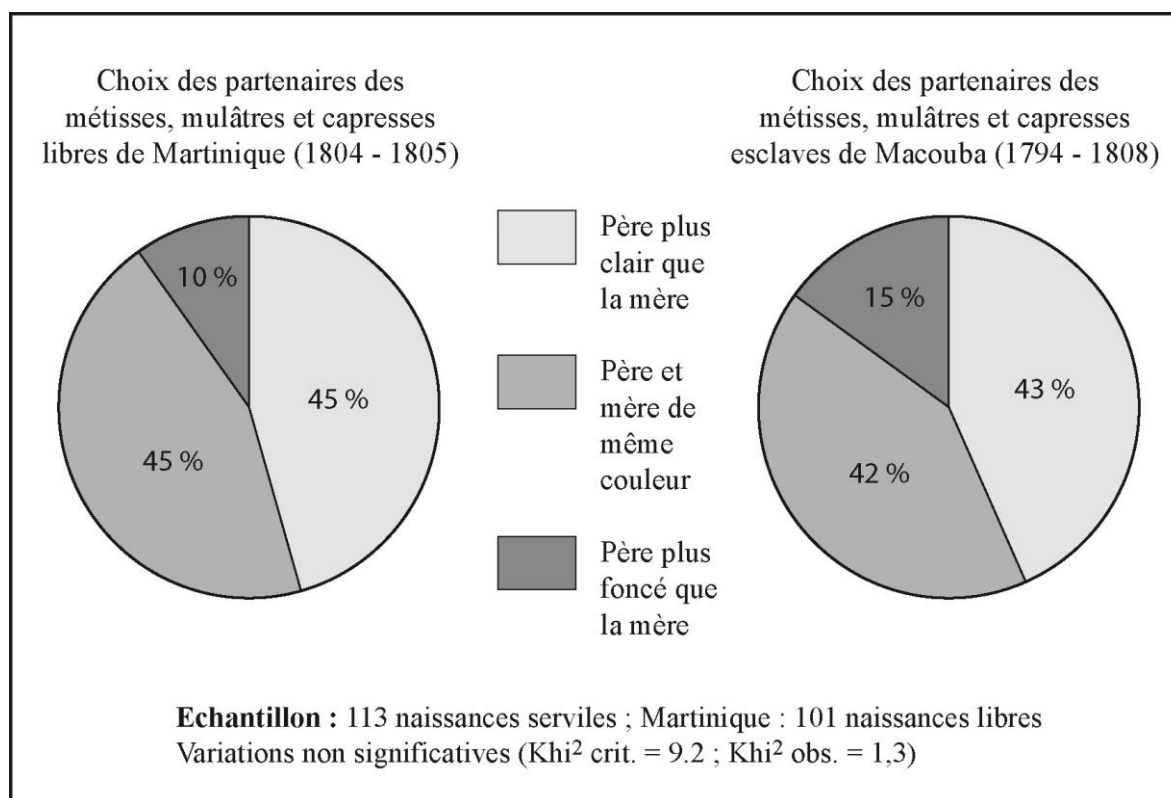 Choix des partenaires des
métisses, mulâtres et capresses
libres de Martinique (1804 - 1805)
Choix des partenaires des
métisses, mulâtres et capresses
esclaves de Macouba (1794 - 1808)
10 %
45 %
45 %
Père plus
clair que
la mère
Père et
mère de
même
couleur
Père plus
foncé que
la mère
15 %
43 %
42 %
Echantillon : 113 naissances serviles ; Martinique : 101 naissances libres
Variations non significatives (Khi² crit. = 9.2 ; Khi² obs. = 1,3)